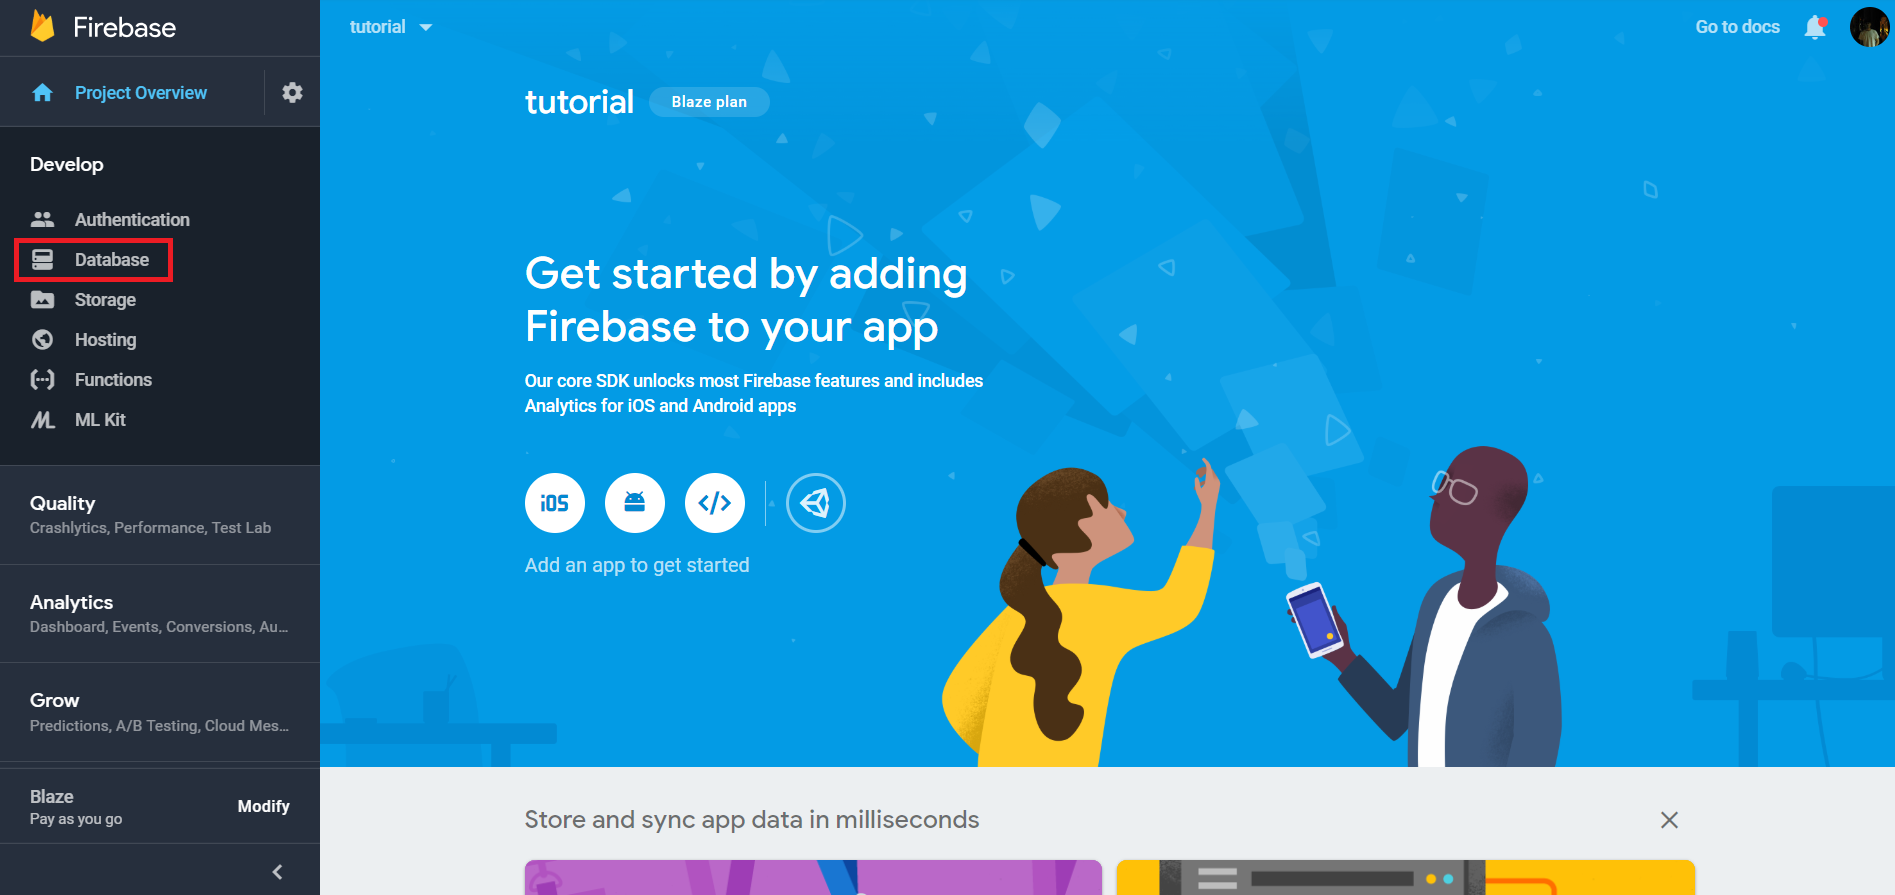 Firebase
Project Overview
Develop
Authentication
Database
Storage
Hosting
Functions
ML Kit
Quality
Crashlytics, Performance, Test Lab
Analytics
Dashboard, Events, Conversions, Au...
Grow
Predictions, A/B Testing, Cloud Mes...
Blaze
Pay as you go
Modify
tutorial
Go to docs
tutorial
Blaze plan
Get started by adding
Firebase to your app
Our core SDK unlocks most Firebase features and includes
Analytics for iOS and Android apps
iOS
Add an app to get started
Store and sync app data in milliseconds